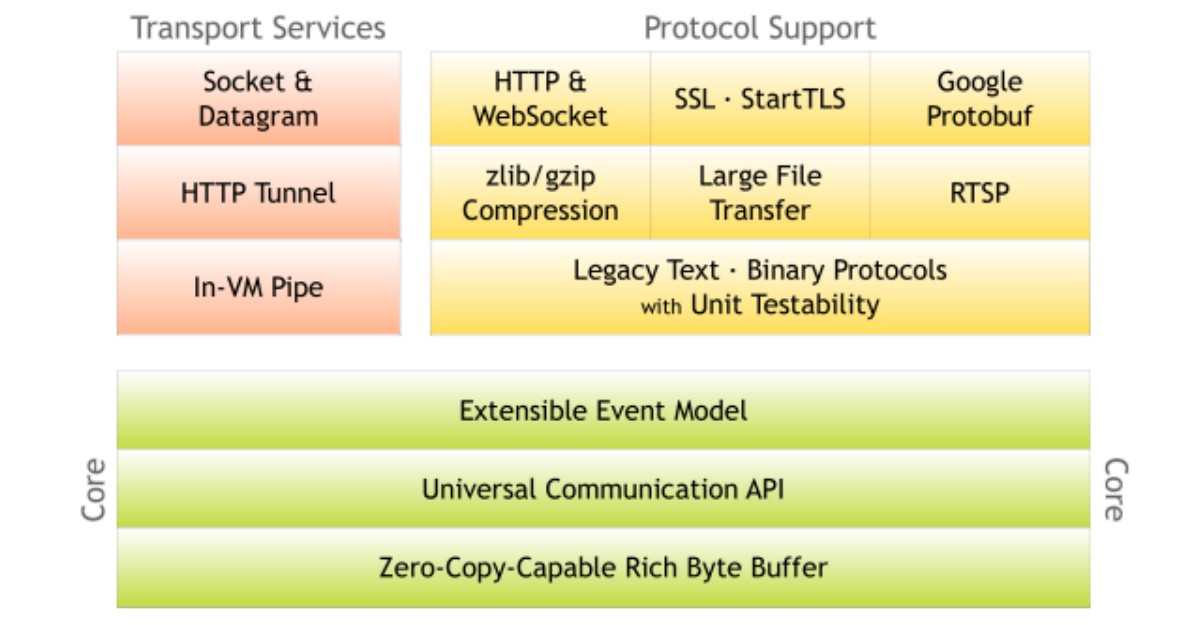 Transport Services
Socket &
Datagram
HTTP Tunnel
In-VM Pipe
Protocol Support
HTTP &
WebSocket
SSL · StartTLS
Google
Protobuf
zlib/gzip
Compression
Large File
Transfer
RTSP
Legacy Text · Binary Protocols
with Unit Testability
Core
Extensible Event Model
Universal Communication API
Zero-Copy-Capable Rich Byte Buffer
Core